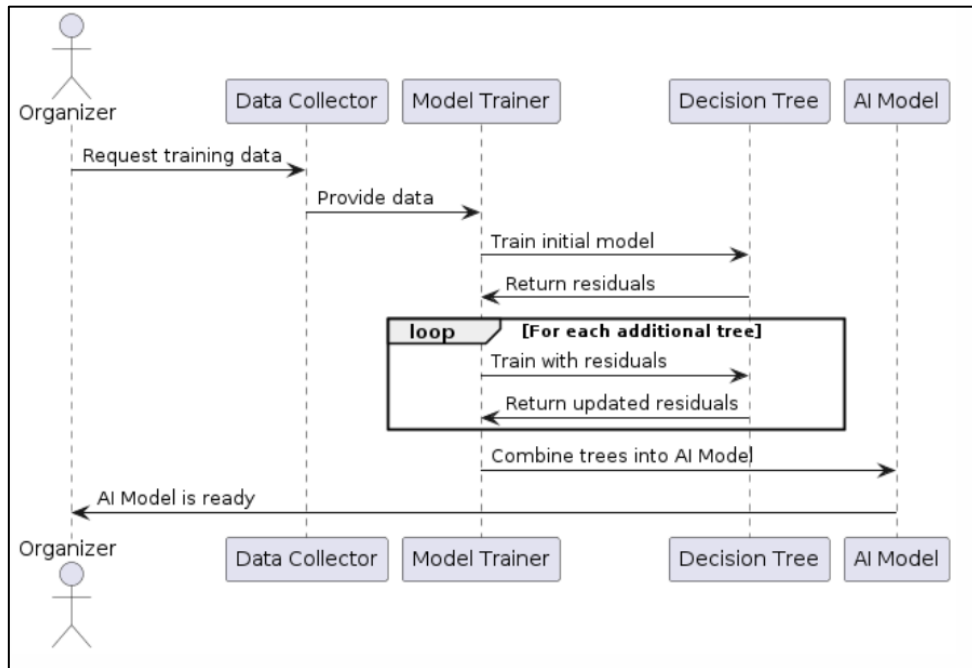 Organizer
Data Collector
Model Trainer
Decision Tree
AI Model
Request training data
Provide data
Train initial model
Return residuals
loop
[For each additional tree]
Train with residuals
Return updated residuals
Combine trees into AI Model
AI Model is ready
Organizer
Data Collector
Model Trainer
Decision Tree
AI Model